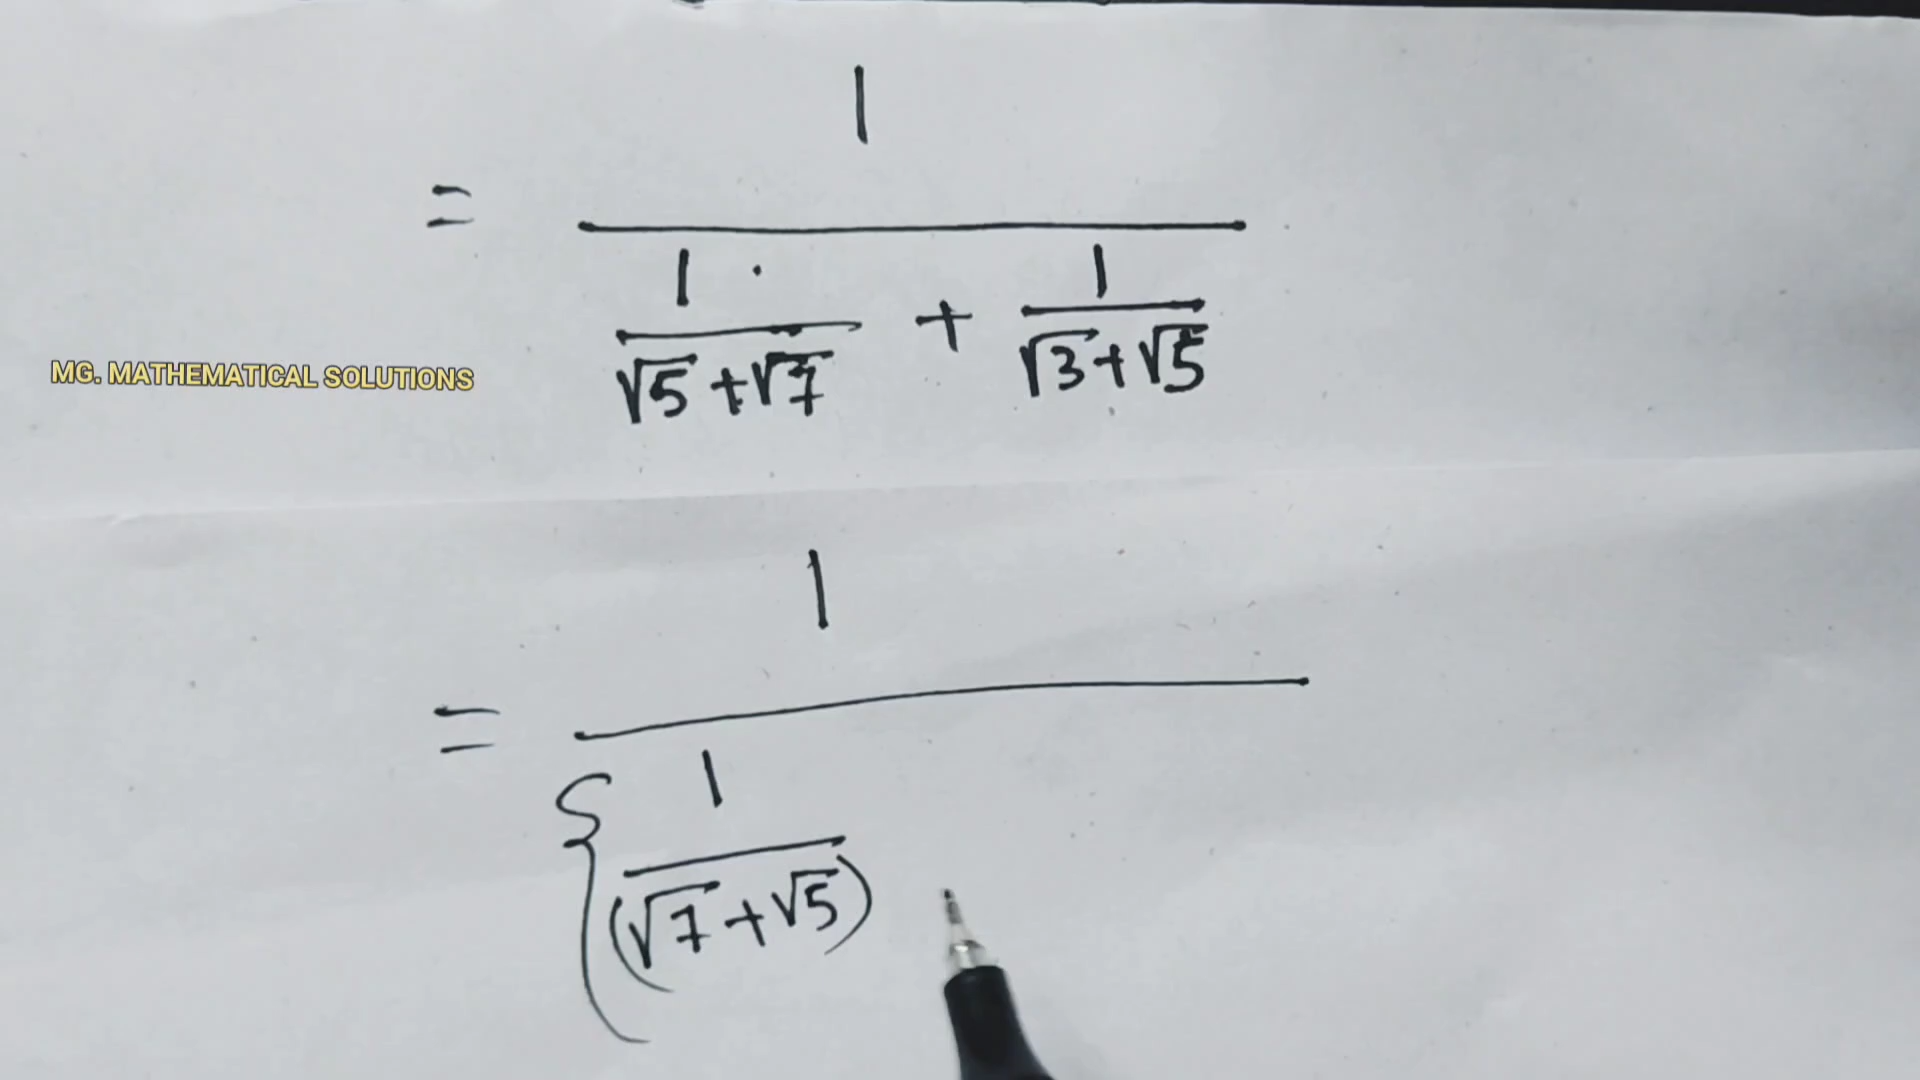 1
= ―――――
1/(√5+√7) + 1/(√3+√5)
MG. MATHEMATICAL SOLUTIONS
1
= ―――――
{ 1/(√7+√5)